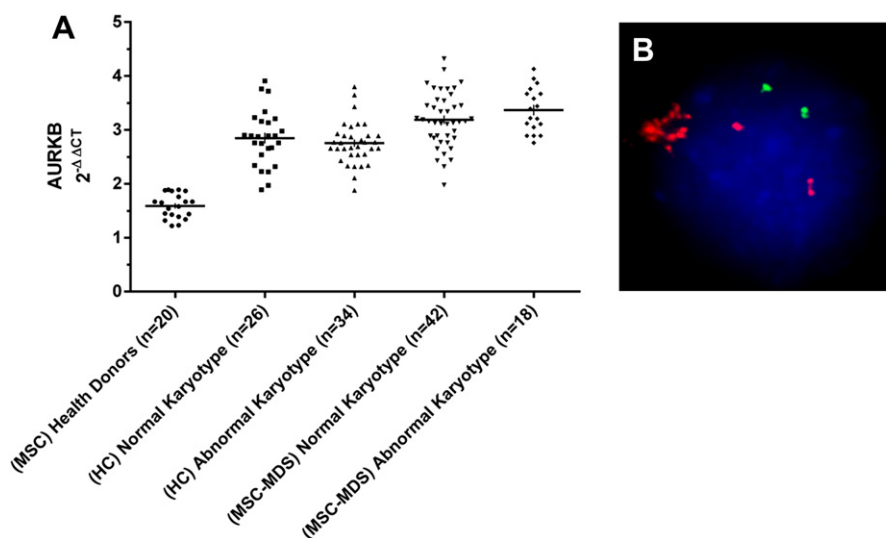 A
B
AURKB
2-ΔΔCT
5
4
3
2
1
0
(MSC) Health Donors (n=20)
(HC) Normal Karyotype (n=26)
(HC) Abnormal Karyotype (n=34)
(MSC-MDS) Normal Karyotype (n=42)
(MSC-MDS) Abnormal Karyotype (n=18)